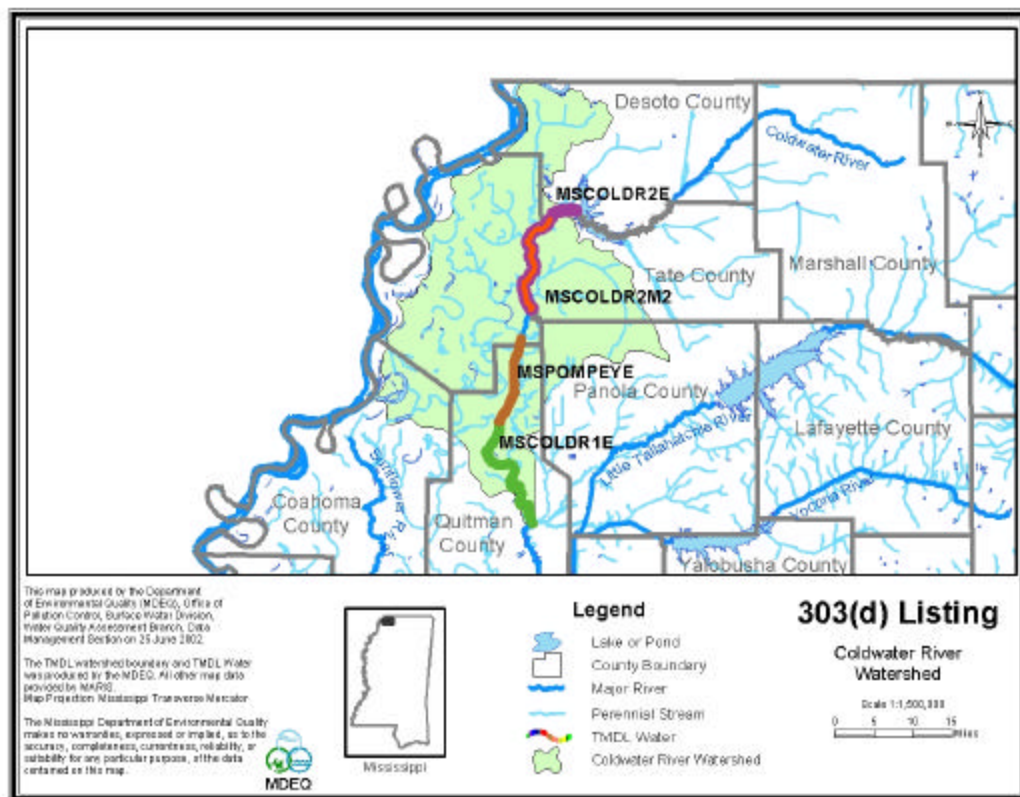 Desoto County
Coldwater River
MSCOLDR2E
Tate County
Marshall County
MSCOLDR2M2
MSPOMPEYE
Panola County
Lafayette County
MSCOLDR1E
Little Tallahatchie River
Sunflower River
Yocona River
Coahoma
County
Quitman
County
Yalobusha County
This map produced by the Department
of Environmental Quality (MDEQ), Office of
Pollution Control, Surface Water Division,
Water Quality Assessment Branch, Data
Management Section on 25 June 2002.
The TMDL watershed boundary and TMDL Water
was produced by the MDEQ. All other map data
provided by MARIS.
Map Projection: Mississippi Transverse Mercator
The Mississippi Department of Environmental Quality
makes no warranties, expressed or implied, as to the
accuracy, completeness, currentness, reliability, or
suitability for any particular purpose, of the data
contained on this map.
MDEQ
Mississippi
Legend
Lake or Pond
County Boundary
Major River
Perennial Stream
TMDL Water
Coldwater River Watershed
303(d) Listing
Coldwater River
Watershed
Scale 1:1,500,000
0 5 10 15
Miles